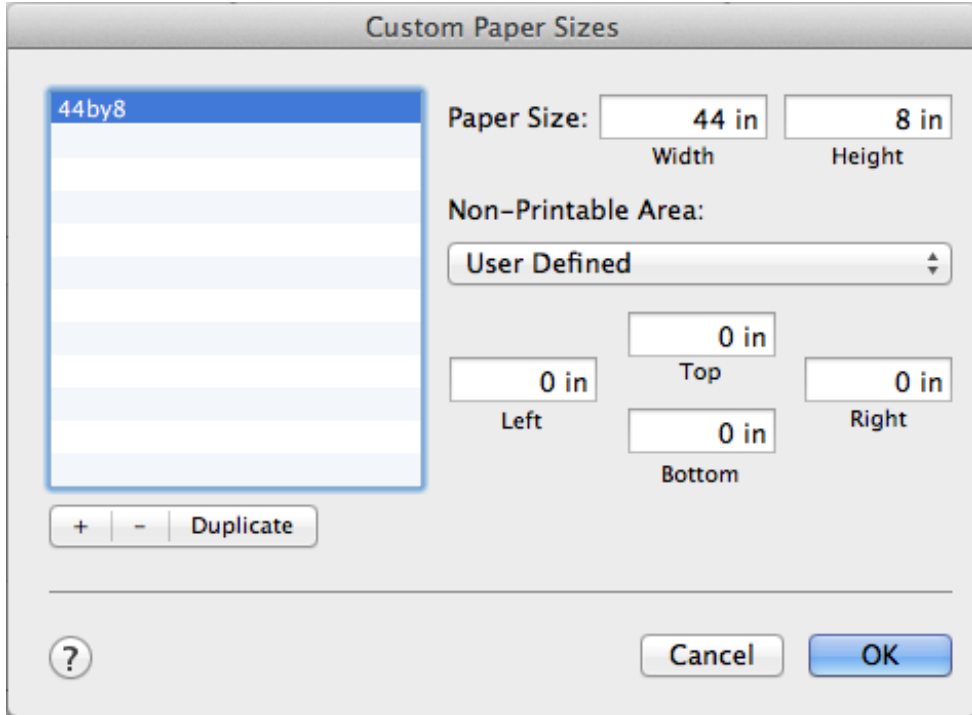 Custom Paper Sizes
44by8
Paper Size: 44 in 8 in
Width Height
Non-Printable Area:
User Defined
0 in
Top
0 in 0 in
Left Right
0 in
Bottom
+ - Duplicate
? Cancel OK